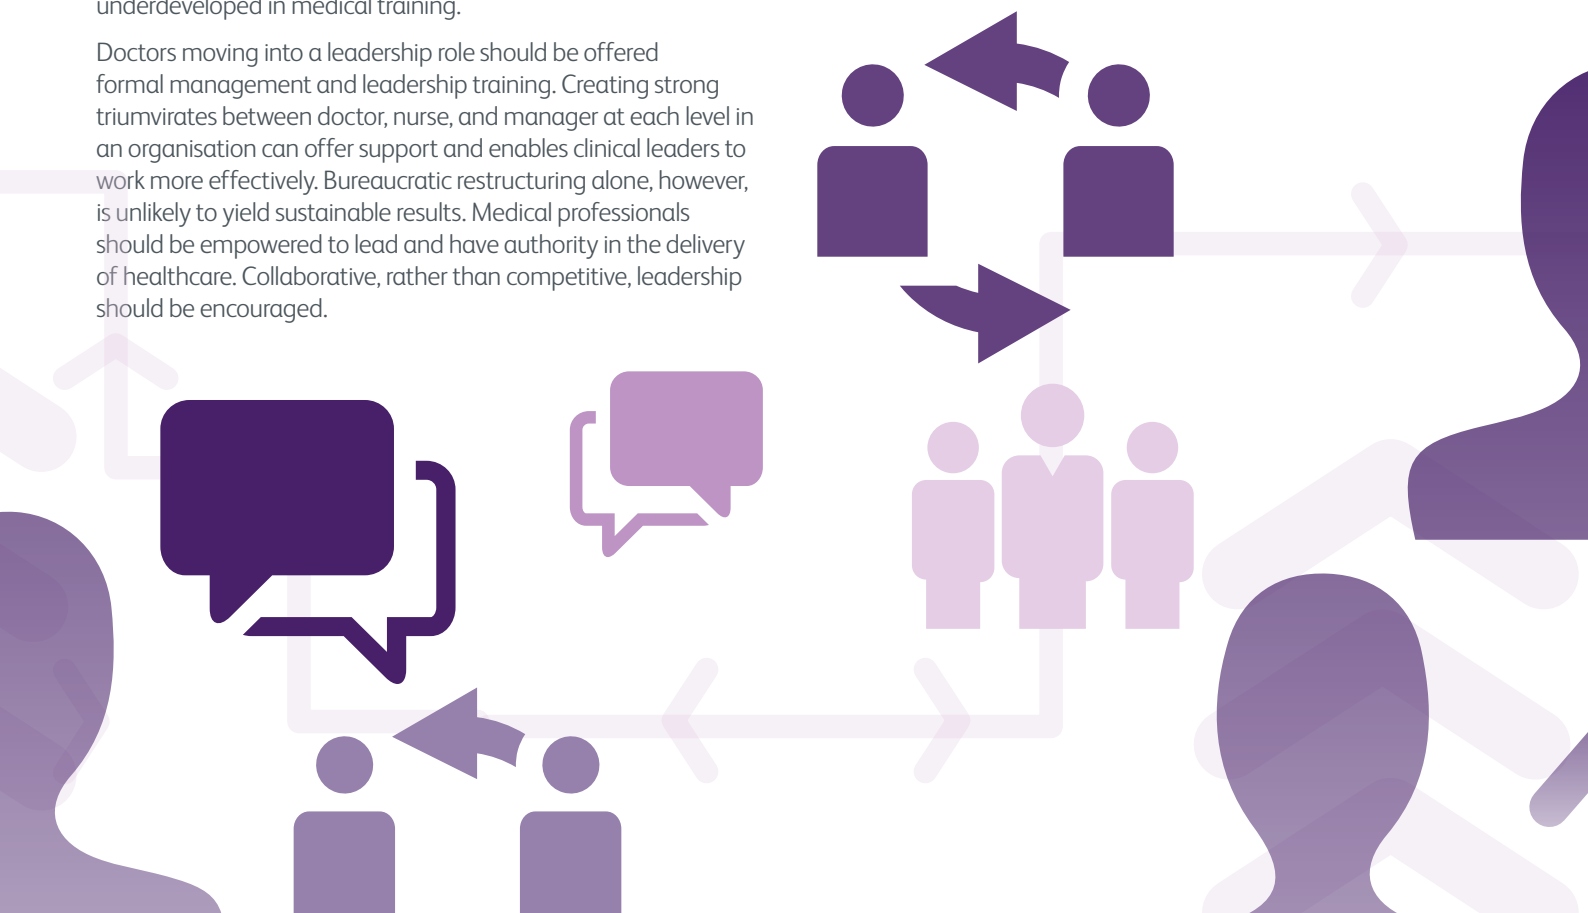 underdeveloped in medical training.
Doctors moving into a leadership role should be offered
formal management and leadership training. Creating strong
triumvirates between doctor, nurse, and manager at each level in
an organisation can offer support and enables clinical leaders to
work more effectively. Bureaucratic restructuring alone, however,
is unlikely to yield sustainable results. Medical professionals
should be empowered to lead and have authority in the delivery
of healthcare. Collaborative, rather than competitive, leadership
should be encouraged.